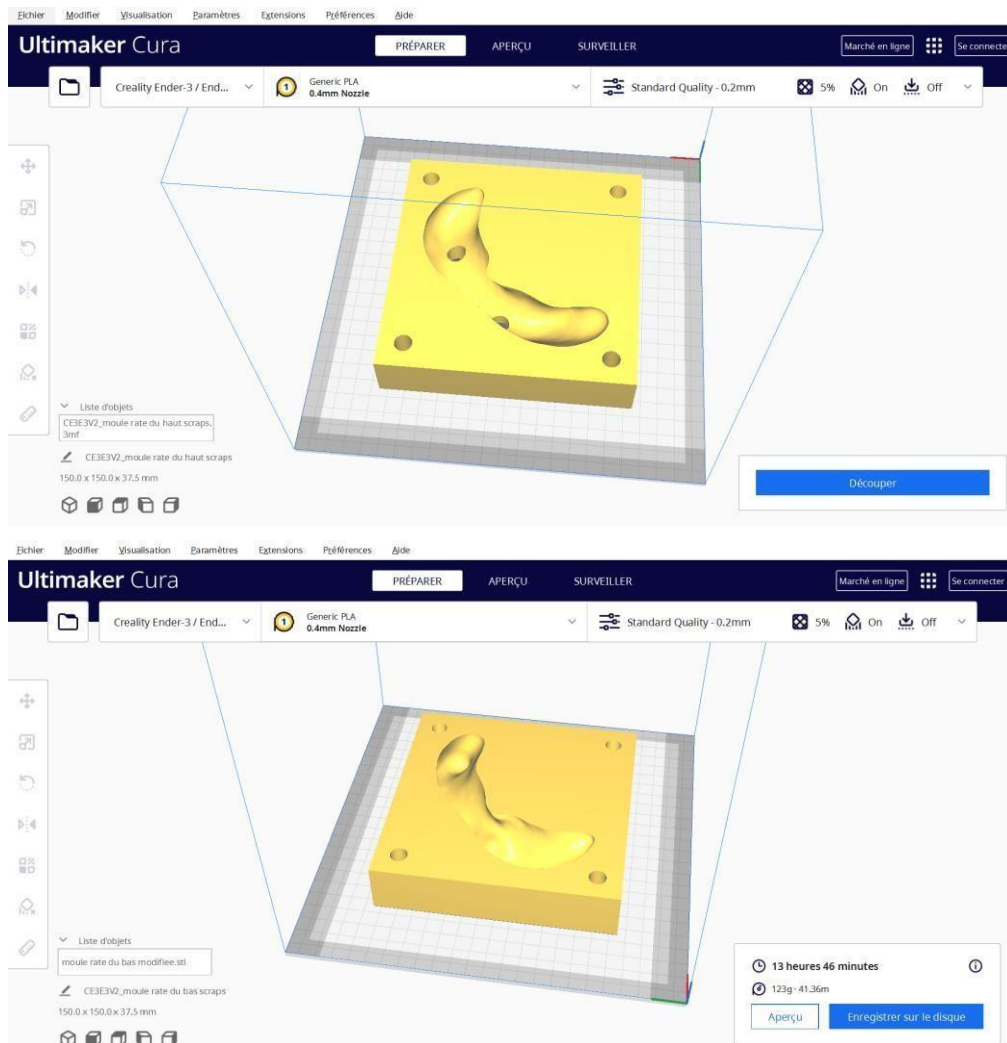 Fichier Modifier Visualisation Paramètres Extensions Préférences Aide
Ultimaker Cura PRÉPARER APERÇU SURVEILLER Marché en ligne Se connecte
Creality Ender-3 / End... 1 Generic PLA Standard Quality - 0.2mm 5% On Off
0.4mm Nozzle
Liste d'objets
CE3E3V2_moule rate du haut scraps.
3mf
CE3E3V2_moule rate du haut scraps
150.0 x 150.0 x 37.5 mm
Découper
Fichier Modifier Visualisation Paramètres Extensions Préférences Aide
Ultimaker Cura PRÉPARER APERÇU SURVEILLER Marché en ligne Se connecter
Creality Ender-3 / End... 1 Generic PLA Standard Quality - 0.2mm 5% On Off
0.4mm Nozzle
Liste d'objets
moule rate du bas modifiee.stl
CE3E3V2_moule rate du bas scraps
150.0 x 150.0 x 37.5 mm
13 heures 46 minutes
123g · 41.36m
Aperçu Enregistrer sur le disque